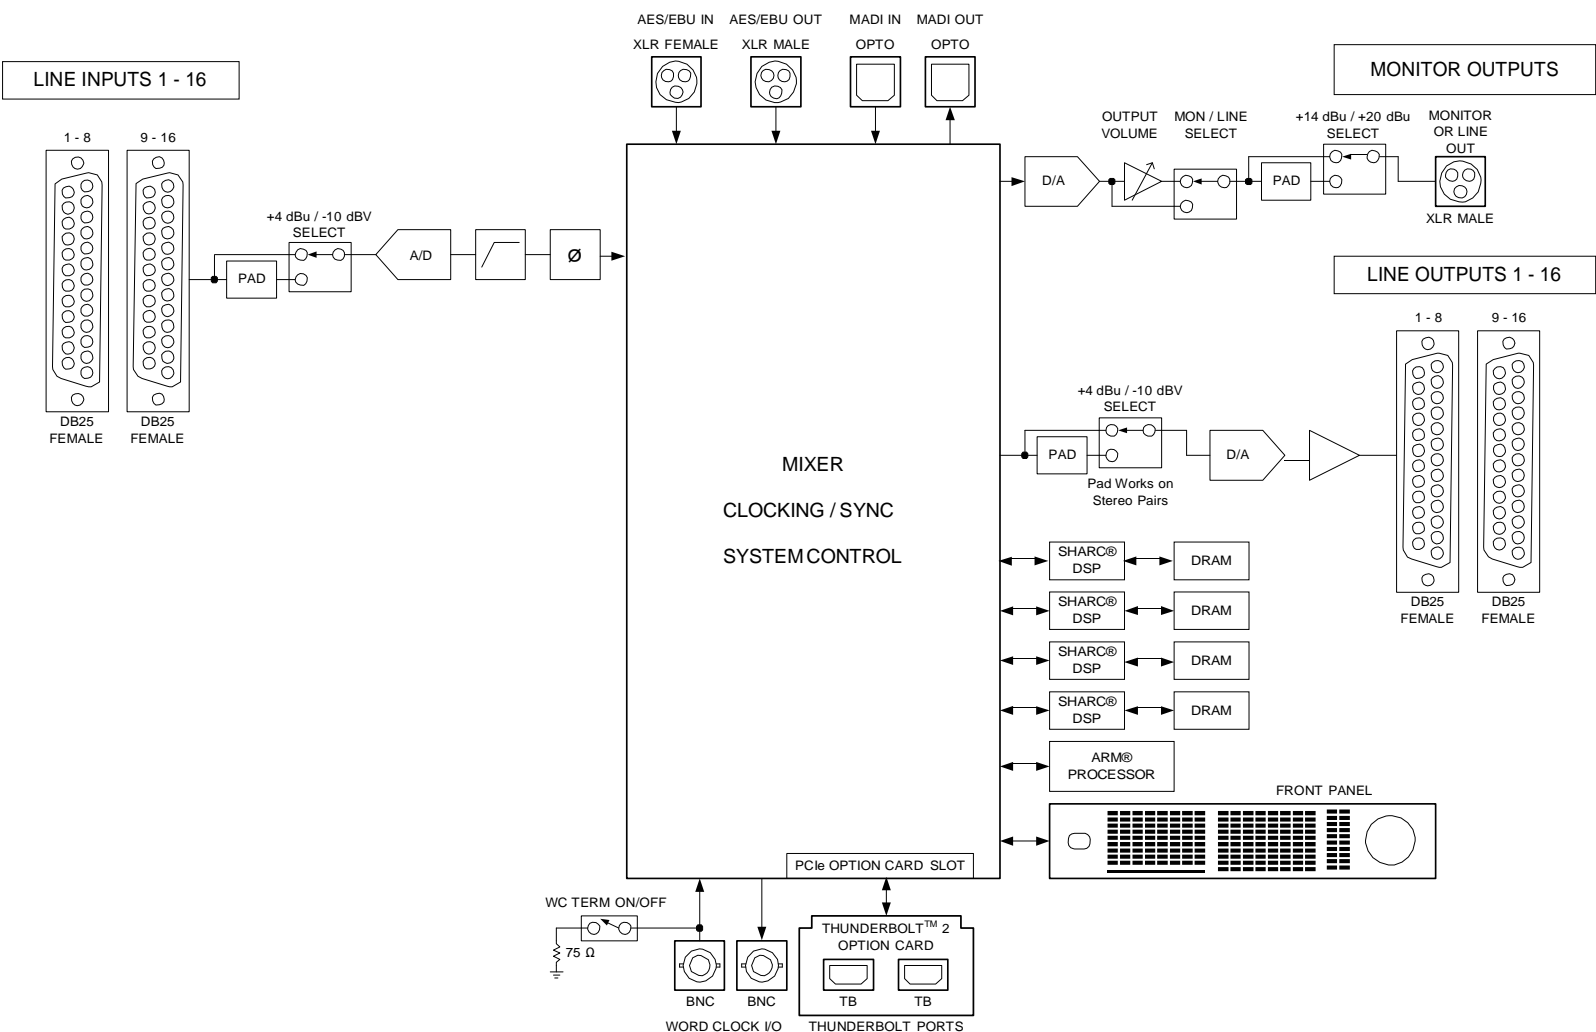 AES/EBU IN
XLR FEMALE
AES/EBU OUT
XLR MALE
MADI IN
OPTO
MADI OUT
OPTO
LINE INPUTS 1 - 16
1 - 8
9 - 16
DB25
FEMALE
DB25
FEMALE
+4 dBu / -10 dBV
SELECT
PAD
A/D
Ø
MIXER
CLOCKING / SYNC
SYSTEM CONTROL
PCIe OPTION CARD SLOT
MONITOR OUTPUTS
D/A
OUTPUT
VOLUME
MON / LINE
SELECT
PAD
+14 dBu / +20 dBu
SELECT
MONITOR
OR LINE
OUT
XLR MALE
LINE OUTPUTS 1 - 16
1 - 8
9 - 16
DB25
FEMALE
DB25
FEMALE
+4 dBu / -10 dBV
SELECT
PAD
Pad Works on
Stereo Pairs
D/A
SHARC®
DSP
DRAM
SHARC®
DSP
DRAM
SHARC®
DSP
DRAM
SHARC®
DSP
DRAM
ARM®
PROCESSOR
FRONT PANEL
WC TERM ON/OFF
75 Ω
BNC
BNC
WORD CLOCK I/O
THUNDERBOLT™ 2
OPTION CARD
TB
TB
THUNDERBOLT PORTS